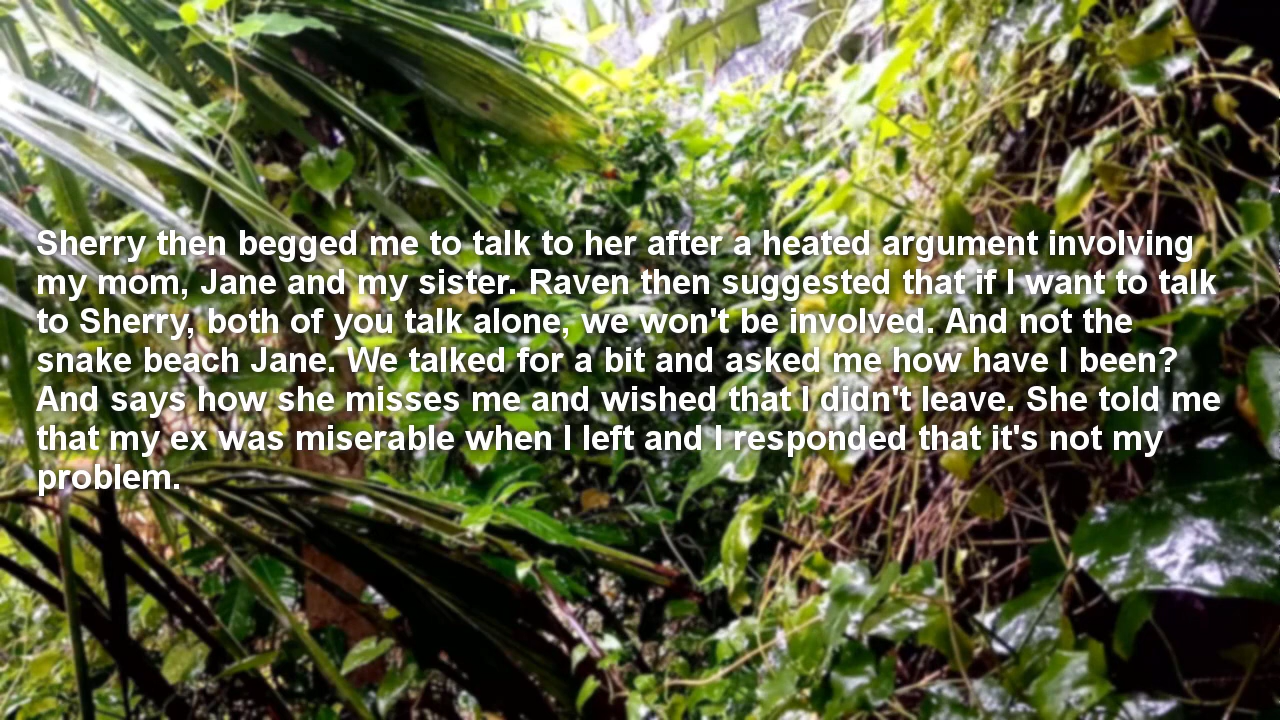 Sherry then begged me to talk to her after a heated argument involving
my mom, Jane and my sister. Raven then suggested that if I want to talk
to Sherry, both of you talk alone, we won't be involved. And not the
snake beach Jane. We talked for a bit and asked me how have I been?
And says how she misses me and wished that I didn't leave. She told me
that my ex was miserable when I left and I responded that it's not my
problem.